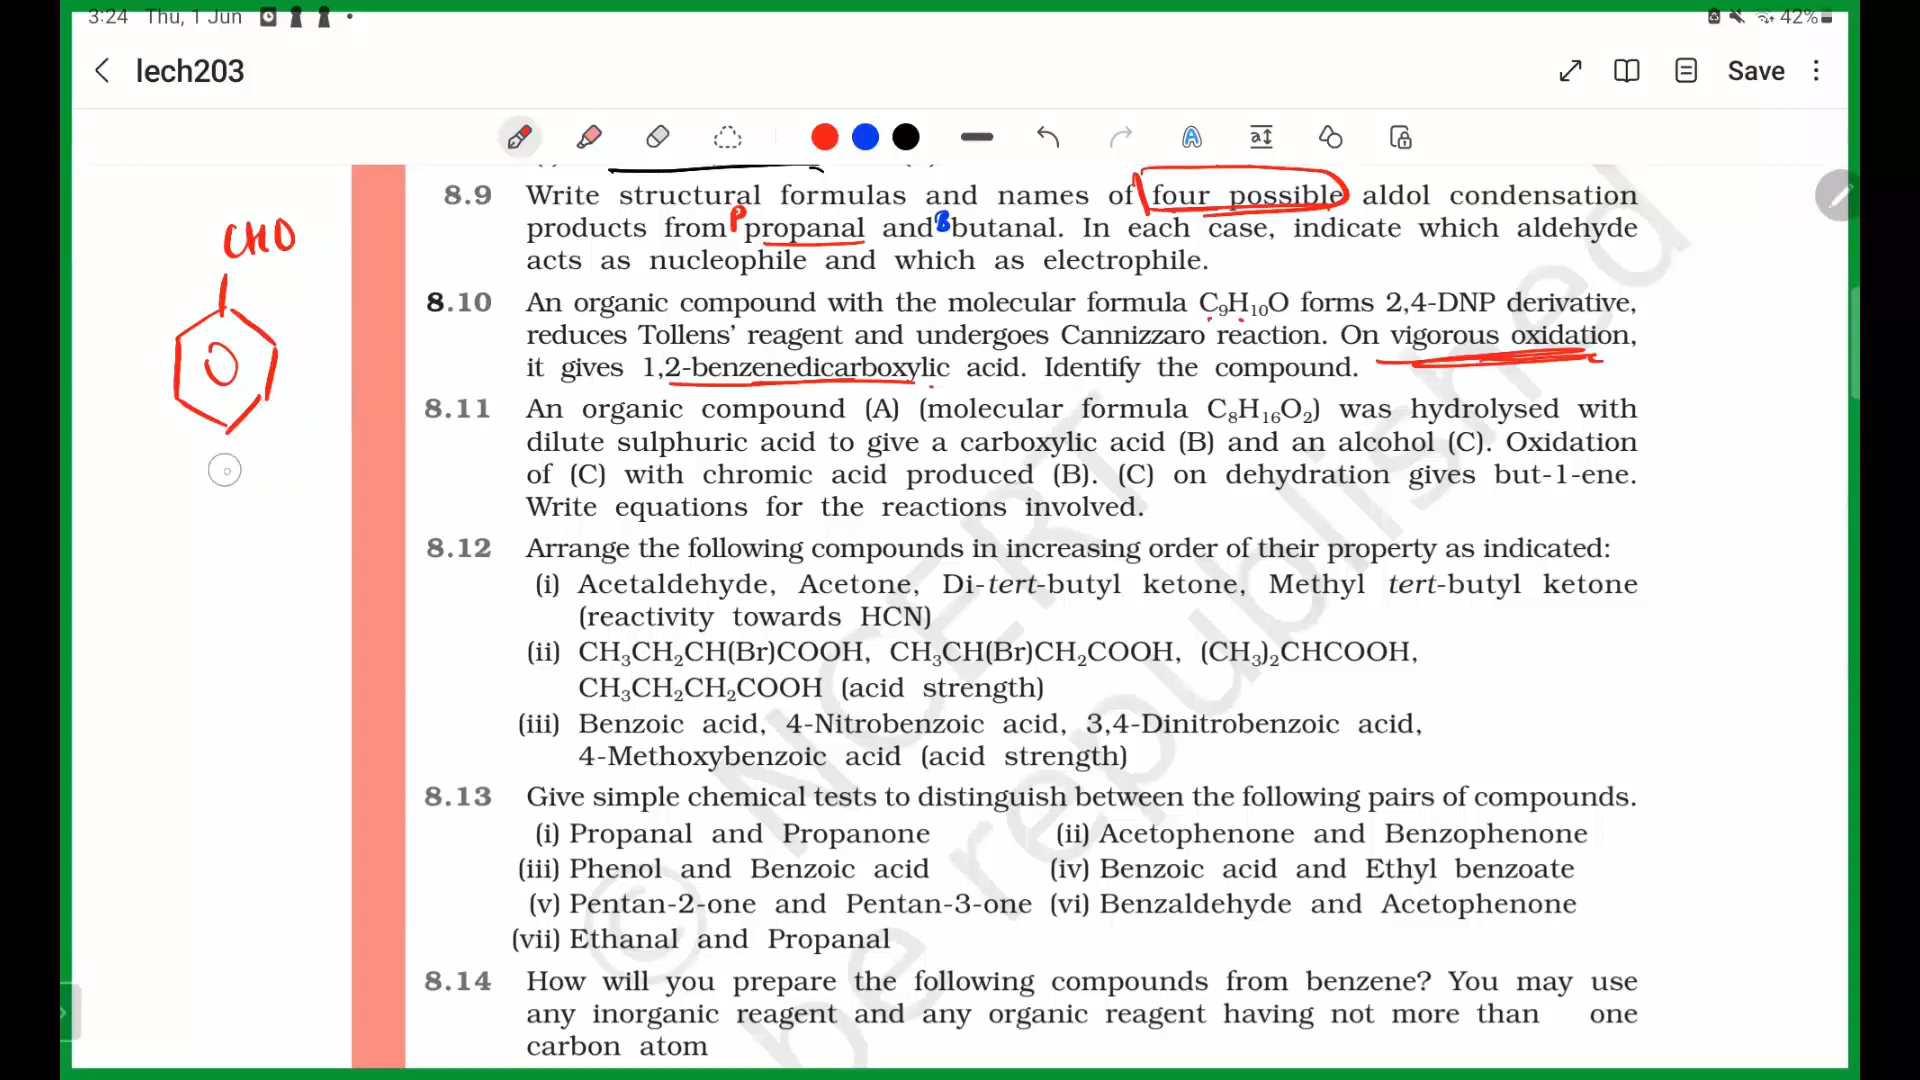 3:24 Thu, 1 Jun
42%
lech203
Save
8.9 Write structural formulas and names of four possible aldol condensation
products from propanal and butanal. In each case, indicate which aldehyde
acts as nucleophile and which as electrophile.
P
B
CHO
8.10 An organic compound with the molecular formula C₉H₁₀O forms 2,4-DNP derivative,
reduces Tollens' reagent and undergoes Cannizzaro reaction. On vigorous oxidation,
it gives 1,2-benzenedicarboxylic acid. Identify the compound.
8.11 An organic compound (A) (molecular formula C₈H₁₆O₂) was hydrolysed with
dilute sulphuric acid to give a carboxylic acid (B) and an alcohol (C). Oxidation
of (C) with chromic acid produced (B). (C) on dehydration gives but-1-ene.
Write equations for the reactions involved.
8.12 Arrange the following compounds in increasing order of their property as indicated:
(i) Acetaldehyde, Acetone, Di-tert-butyl ketone, Methyl tert-butyl ketone
(reactivity towards HCN)
(ii) CH₃CH₂CH(Br)COOH, CH₃CH(Br)CH₂COOH, (CH₃)₂CHCOOH,
CH₃CH₂CH₂COOH (acid strength)
(iii) Benzoic acid, 4-Nitrobenzoic acid, 3,4-Dinitrobenzoic acid,
4-Methoxybenzoic acid (acid strength)
8.13 Give simple chemical tests to distinguish between the following pairs of compounds.
(i) Propanal and Propanone (ii) Acetophenone and Benzophenone
(iii) Phenol and Benzoic acid (iv) Benzoic acid and Ethyl benzoate
(v) Pentan-2-one and Pentan-3-one (vi) Benzaldehyde and Acetophenone
(vii) Ethanal and Propanal
8.14 How will you prepare the following compounds from benzene? You may use
any inorganic reagent and any organic reagent having not more than one
carbon atom
© NCERT
be republished